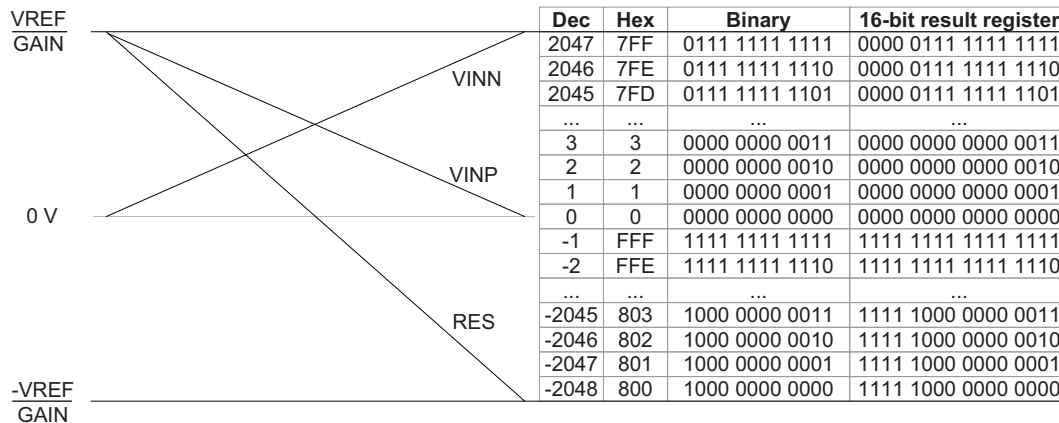 VREF
GAIN
VINN
VINP
0 V
RES
-VREF
GAIN
Dec Hex Binary 16-bit result register
2047 7FF 0111 1111 1111 0000 0111 1111 1111
2046 7FE 0111 1111 1110 0000 0111 1111 1110
2045 7FD 0111 1111 1101 0000 0111 1111 1101
... ... ... ...
3 3 0000 0000 0011 0000 0000 0000 0011
2 2 0000 0000 0010 0000 0000 0000 0010
1 1 0000 0000 0001 0000 0000 0000 0001
0 0 0000 0000 0000 0000 0000 0000 0000
-1 FFF 1111 1111 1111 1111 1111 1111 1111
-2 FFE 1111 1111 1110 1111 1111 1111 1110
... ... ... ...
-2045 803 1000 0000 0011 1111 1000 0000 0011
-2046 802 1000 0000 0010 1111 1000 0000 0010
-2047 801 1000 0000 0001 1111 1000 0000 0001
-2048 800 1000 0000 0000 1111 1000 0000 0000